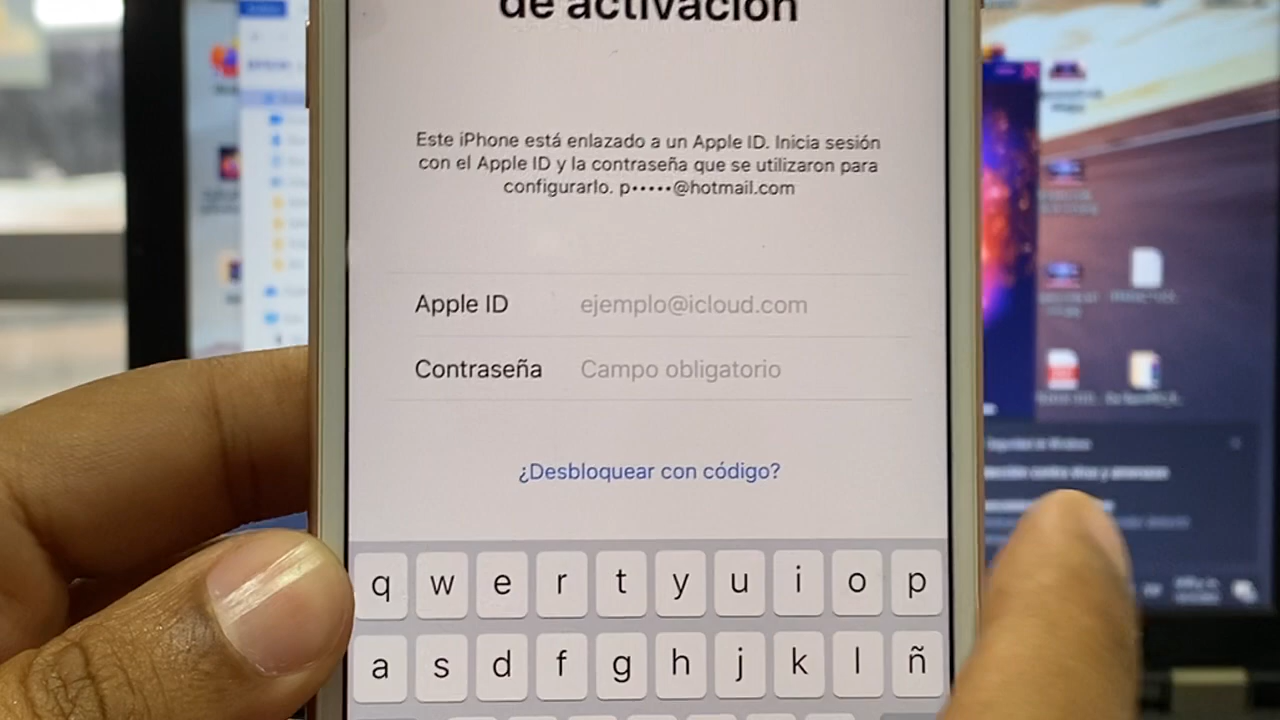 de activación
Este iPhone está enlazado a un Apple ID. Inicia sesión
con el Apple ID y la contraseña que se utilizaron para
configurarlo. p•••••@hotmail.com
Apple ID ejemplo@icloud.com
Contraseña Campo obligatorio
¿Desbloquear con código?
q w e r t y u i o p
a s d f g h j k l ñ